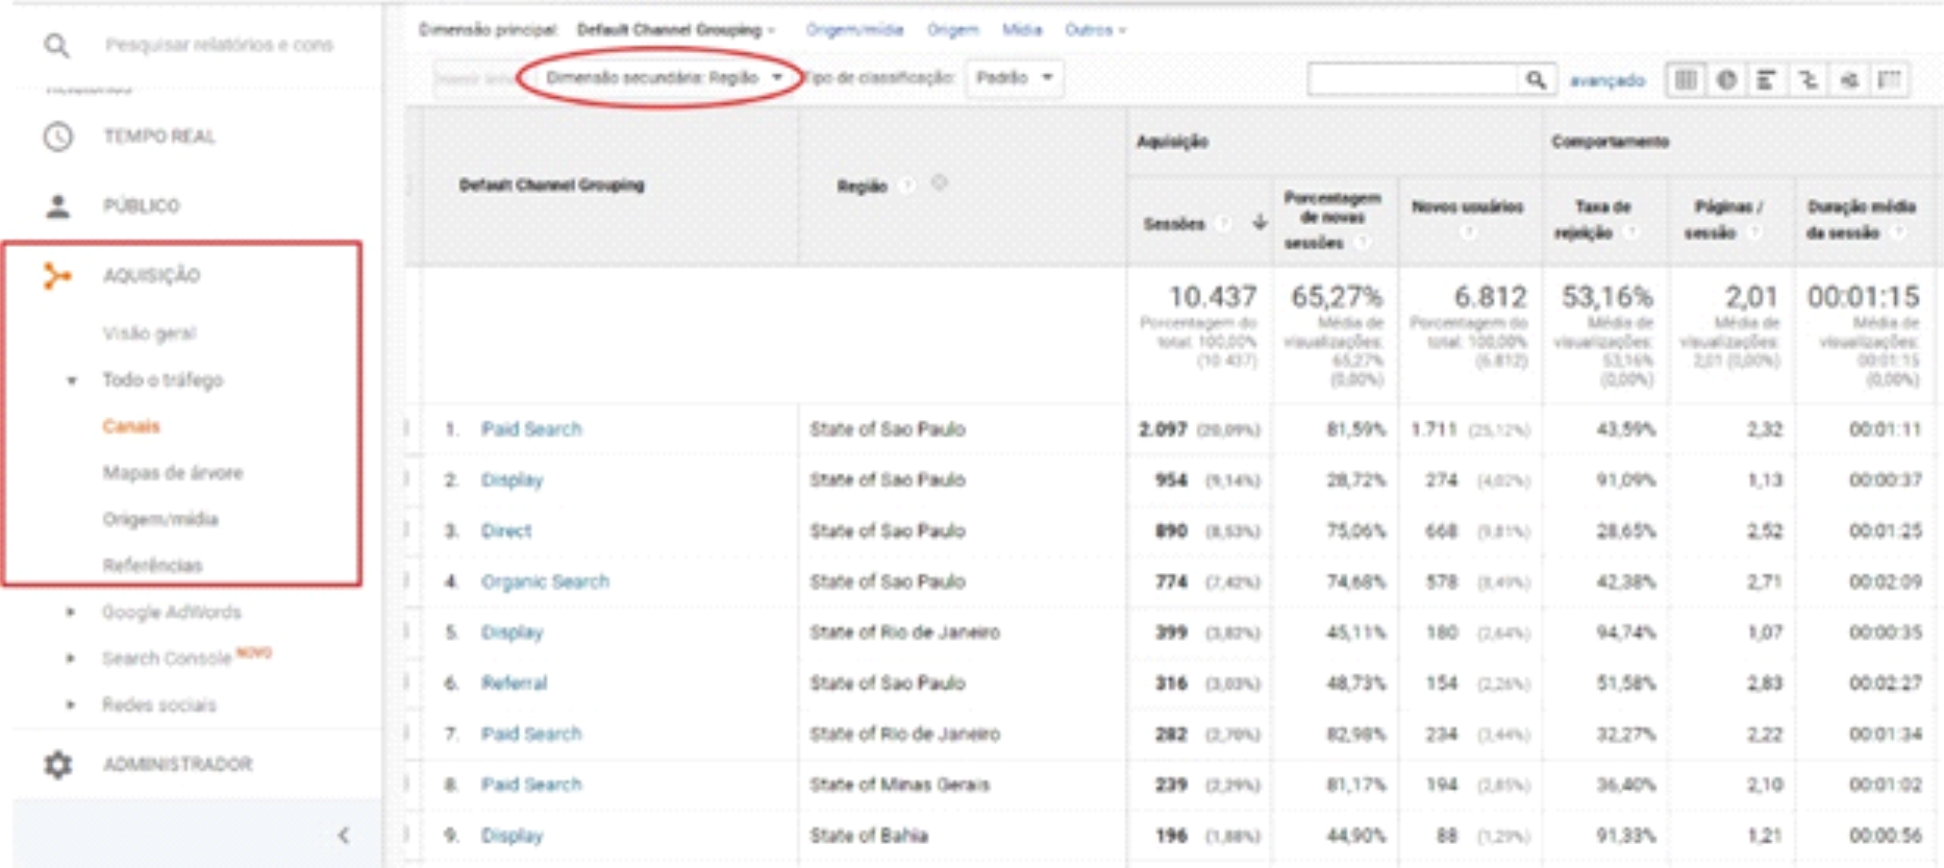 Pesquisar relatórios e cons
Relatórios
TEMPO REAL
PÚBLICO
AQUISIÇÃO
Visão geral
Todo o tráfego
Canais
Mapas de árvore
Origem/mídia
Referências
Google AdWords
Search Console NOVO
Redes sociais
ADMINISTRADOR
Dimensão principal: Default Channel Grouping Origem/mídia Origem Mídia Outros
Dimensão secundária: Região Tipo de classificação: Padrão avançado
Aquisição Comportamento
Default Channel Grouping Região Sessões Porcentagem de novas sessões Novos usuários Taxa de rejeição Páginas / sessão Duração média da sessão
10.437 65,27% 6.812 53,16% 2,01 00:01:15
Porcentagem do total: 100,00% (10.437) Média de visualizações: 65,27% (0,00%) Porcentagem do total: 100,00% (6.812) Média de visualizações: 53,16% (0,00%) Média de visualizações: 2,01 (0,00%) Média de visualizações: 00:01:15 (0,00%)
1. Paid Search State of Sao Paulo 2.097 (20,09%) 81,59% 1.711 (25,12%) 43,59% 2,32 00:01:11
2. Display State of Sao Paulo 954 (9,14%) 28,72% 274 (4,02%) 91,09% 1,13 00:00:37
3. Direct State of Sao Paulo 890 (8,53%) 75,06% 668 (9,81%) 28,65% 2,52 00:01:25
4. Organic Search State of Sao Paulo 774 (7,42%) 74,68% 578 (8,49%) 42,38% 2,71 00:02:09
5. Display State of Rio de Janeiro 399 (3,82%) 45,11% 180 (2,64%) 94,74% 1,07 00:00:35
6. Referral State of Sao Paulo 316 (3,03%) 48,73% 154 (2,26%) 51,58% 2,83 00:02:27
7. Paid Search State of Rio de Janeiro 282 (2,70%) 82,98% 234 (3,44%) 32,27% 2,22 00:01:34
8. Paid Search State of Minas Gerais 239 (2,29%) 81,17% 194 (2,85%) 36,40% 2,10 00:01:02
9. Display State of Bahia 196 (1,88%) 44,90% 88 (1,29%) 91,33% 1,21 00:00:56